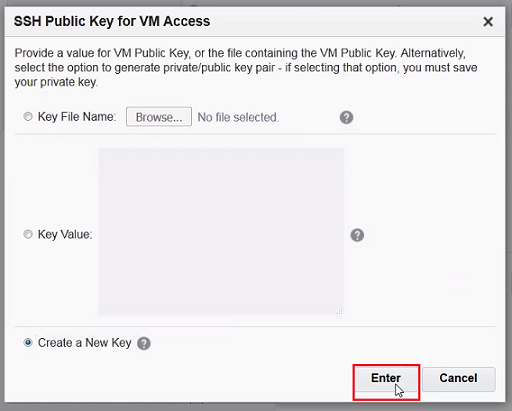 SSH Public Key for VM Access
Provide a value for VM Public Key, or the file containing the VM Public Key. Alternatively,
select the option to generate private/public key pair - if selecting that option, you must save
your private key.
Key File Name: Browse... No file selected. ?
Key Value: ?
Create a New Key ?
Enter Cancel